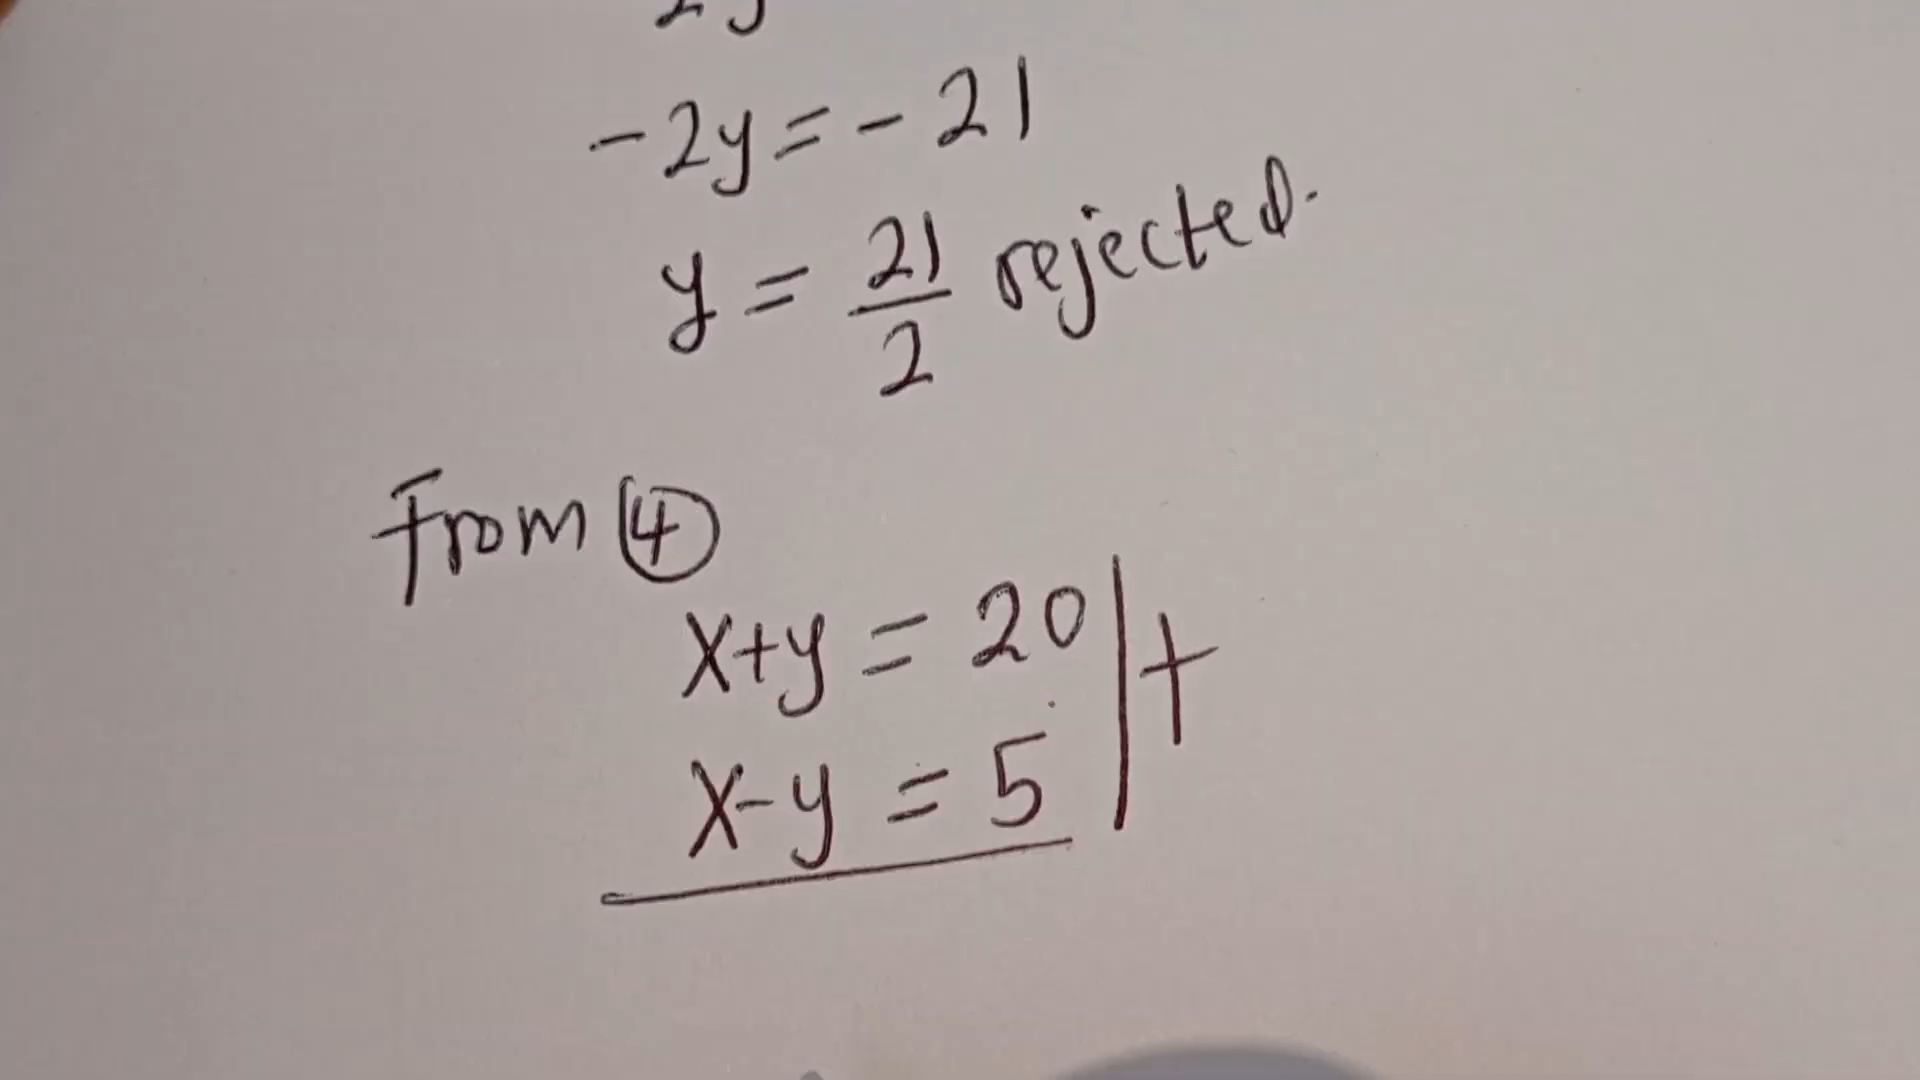 -2y = -21
y = 21/2 rejected.
From ④
x+y = 20 | +
x-y = 5